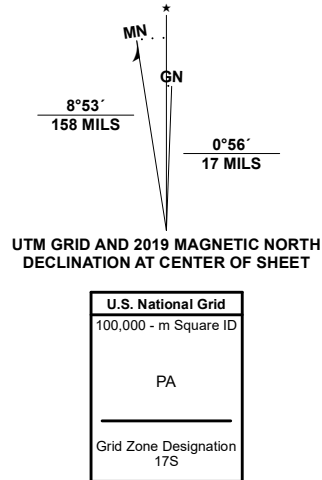 ★
MN
GN
8°53´
158 MILS
0°56´
17 MILS
UTM GRID AND 2019 MAGNETIC NORTH
DECLINATION AT CENTER OF SHEET
U.S. National Grid
100,000 - m Square ID
PA
Grid Zone Designation
17S